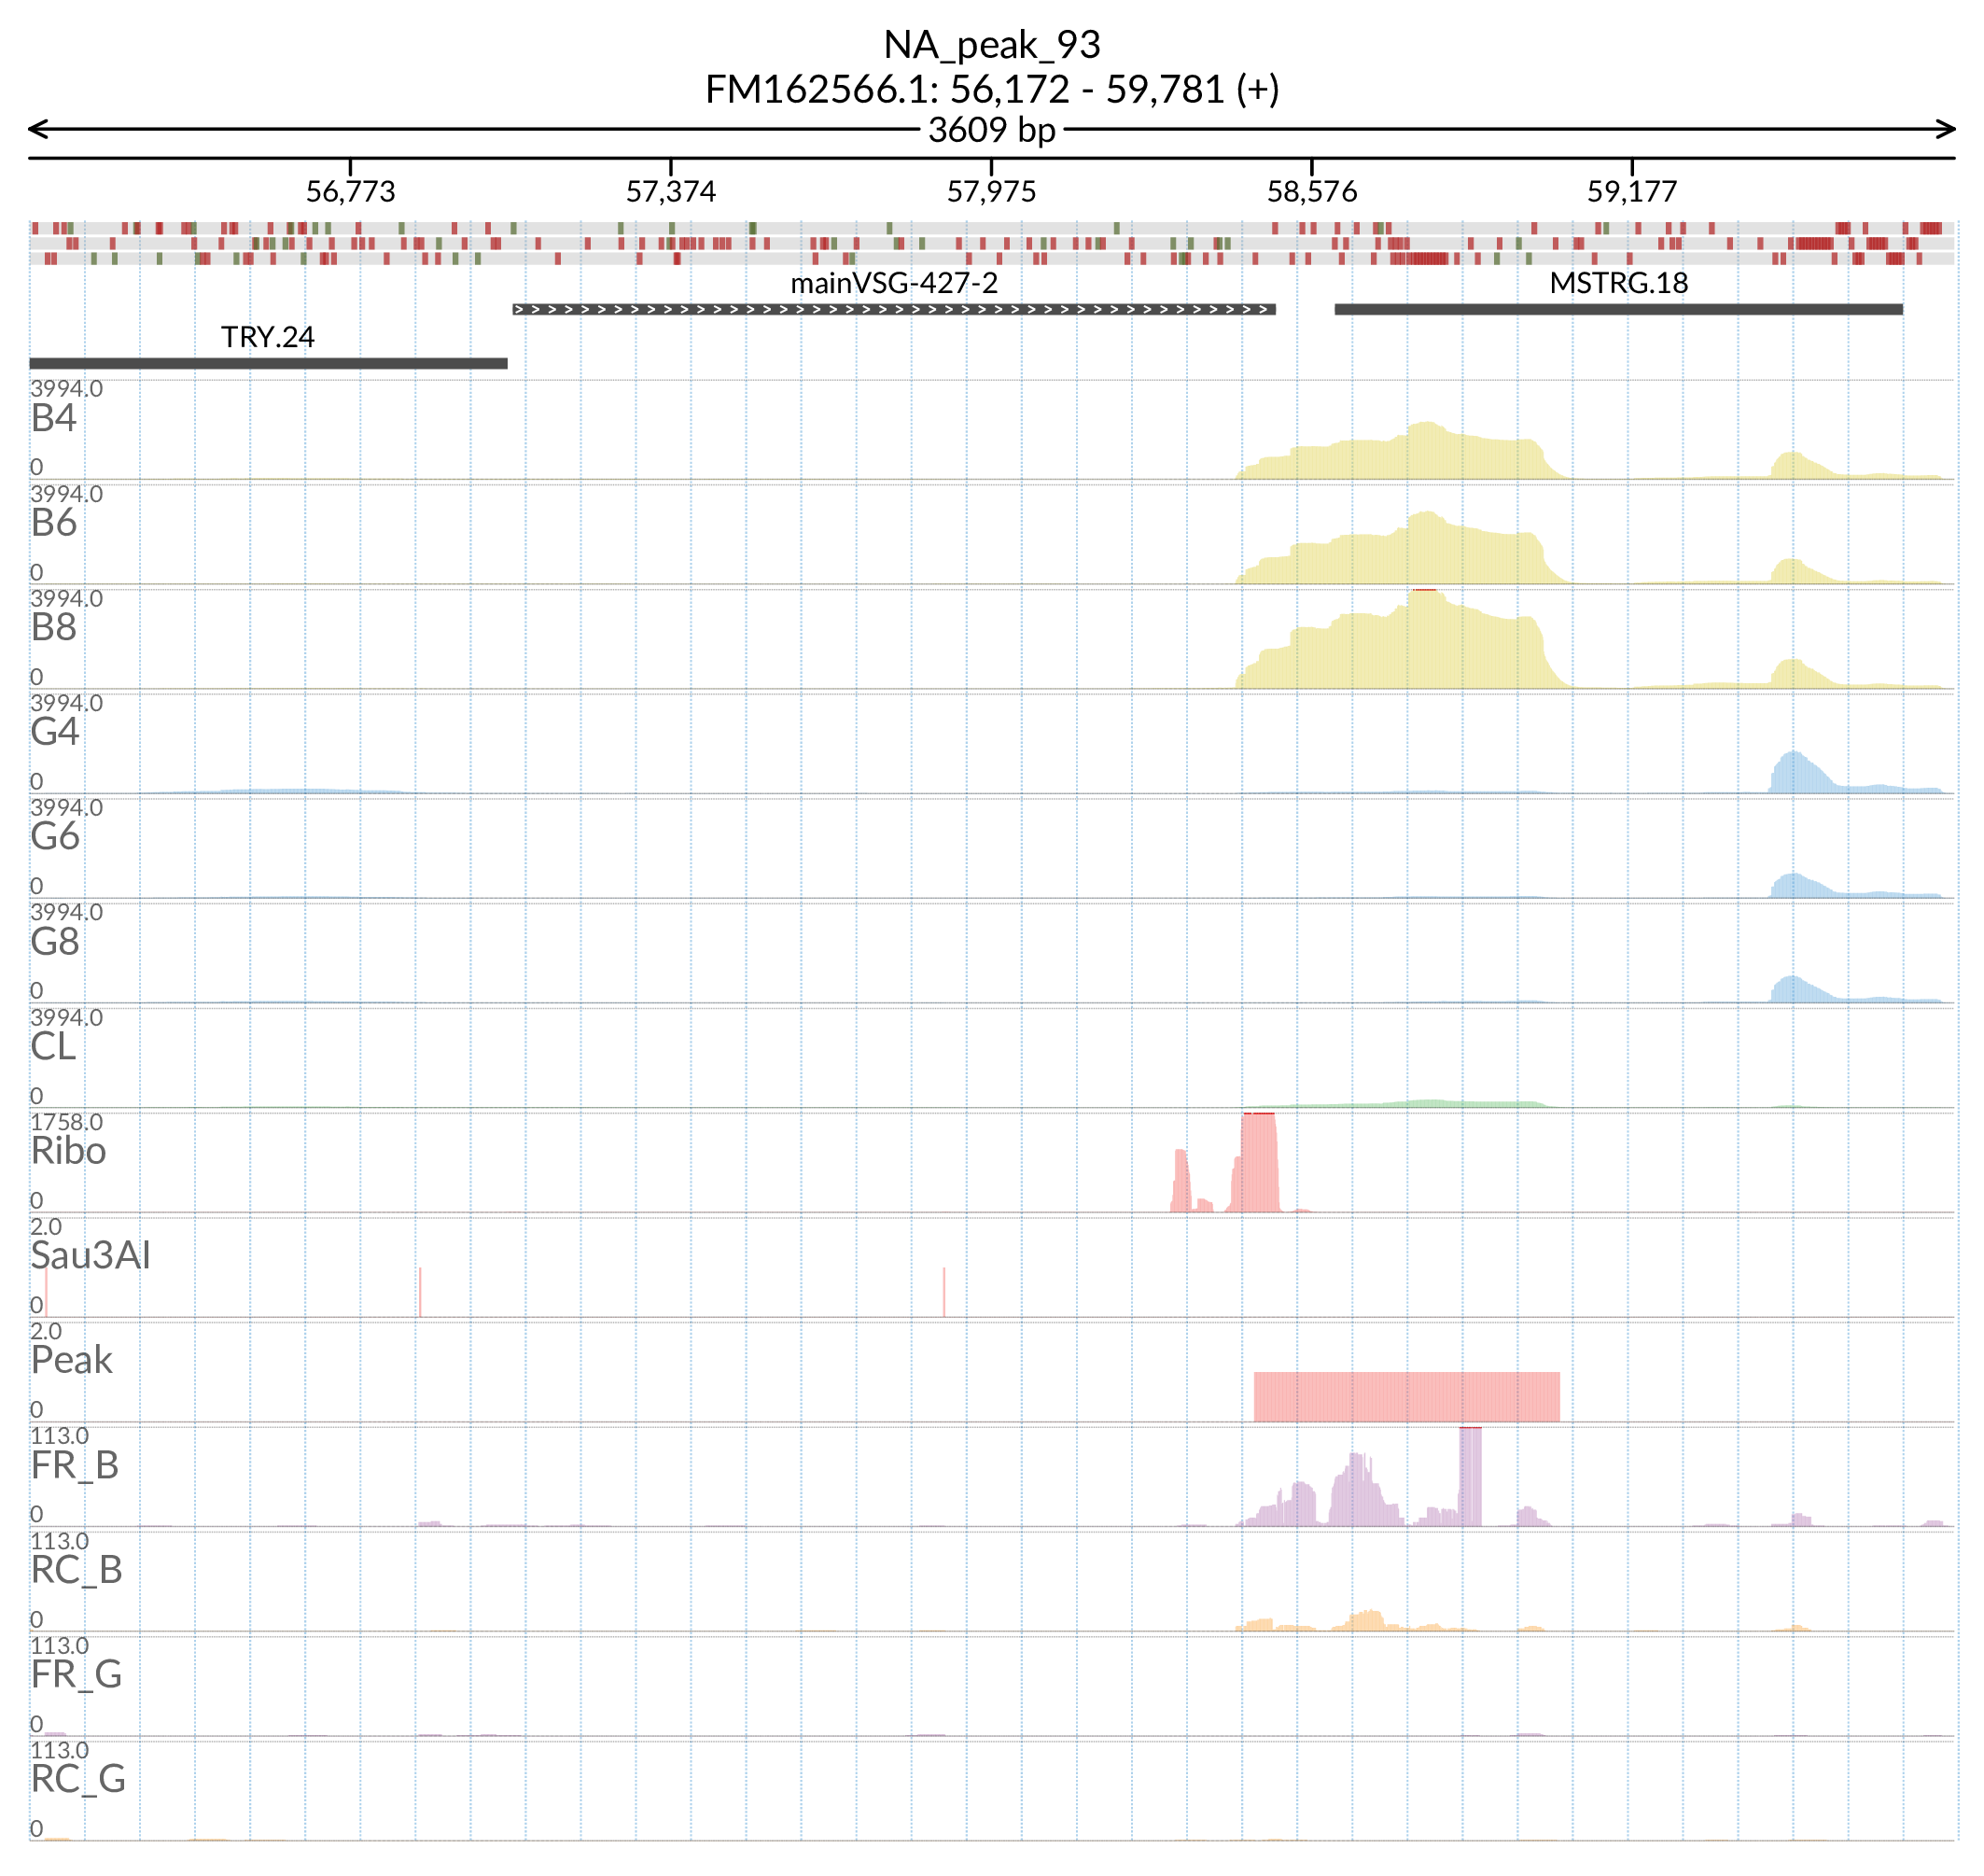 NA_peak_93
FM162566.1: 56,172 - 59,781 (+)
3609 bp
56,773 57,374 57,975 58,576 59,177
mainVSG-427-2 MSTRG.18
TRY.24
3994.0
B4
0
3994.0
B6
0
3994.0
B8
0
3994.0
G4
0
3994.0
G6
0
3994.0
G8
0
3994.0
CL
0
1758.0
Ribo
0
2.0
Sau3AI
0
2.0
Peak
0
113.0
FR_B
0
113.0
RC_B
0
113.0
FR_G
0
113.0
RC_G
0